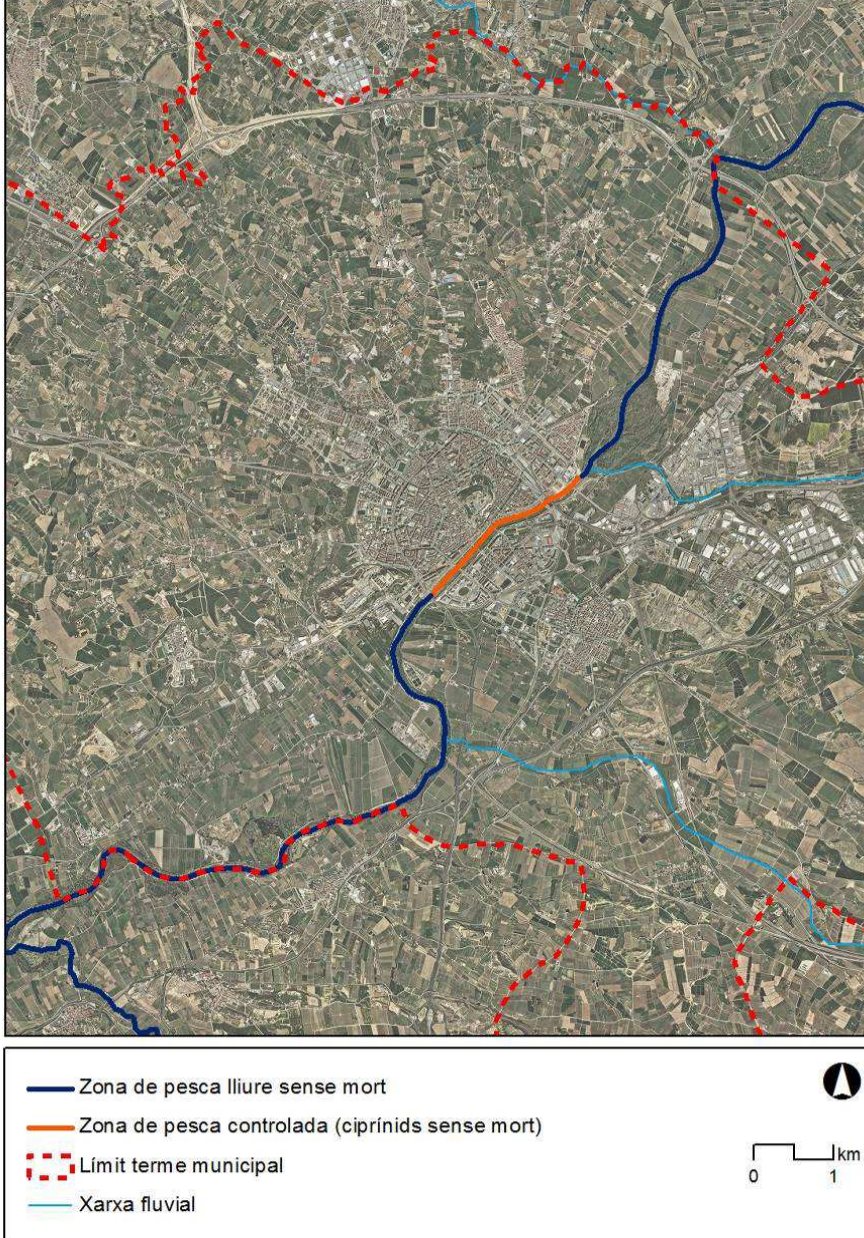 Zona de pesca lliure sense mort
Zona de pesca controlada (ciprínids sense mort)
Límit terme municipal
Xarxa fluvial
km
0 1